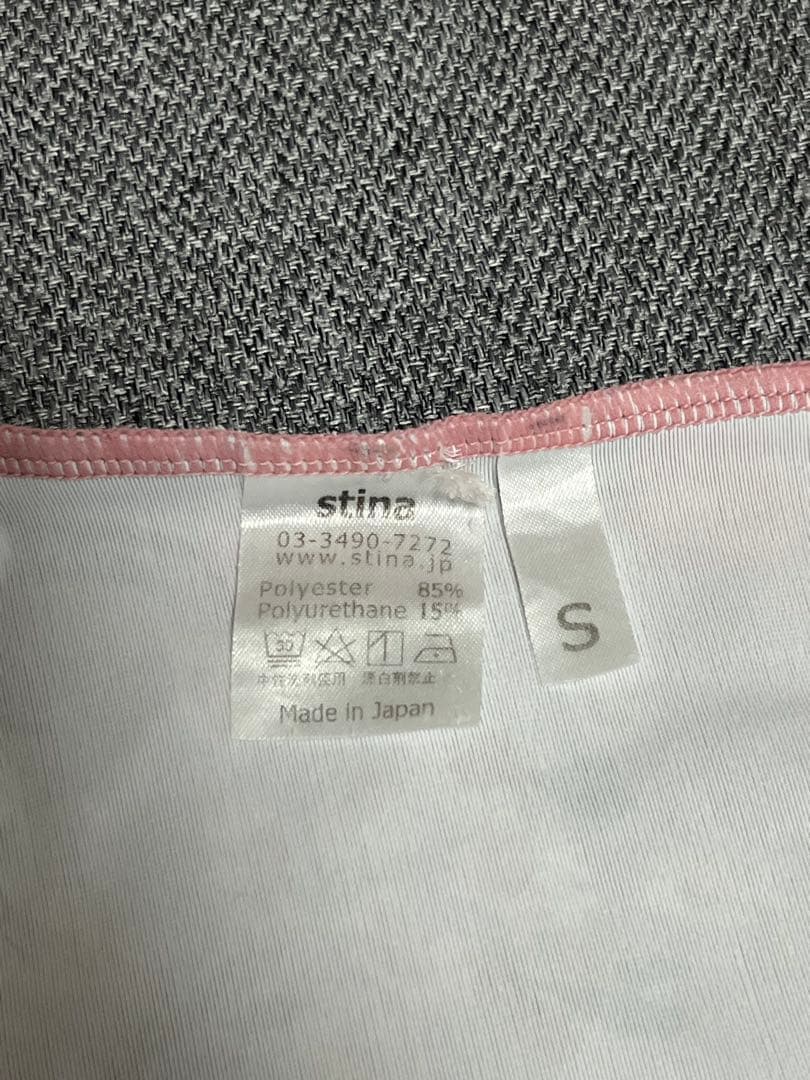 stina
03-3490-7272
www.stina.jp
Polyester 85%
Polyurethane 15%
中性洗剤使用 漂白剤禁止
Made in Japan
S